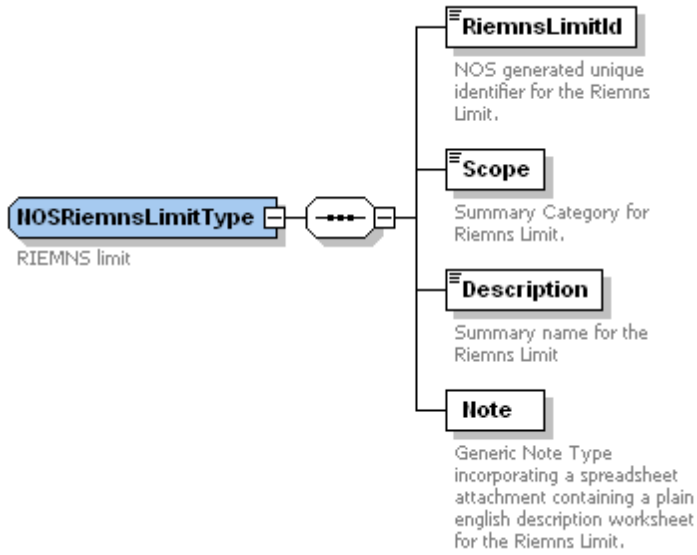 RiemnsLimitId
NOS generated unique
identifier for the Riemns
Limit.
Scope
Summary Category for
Riemns Limit.
NOSRiemnsLimitType
RIEMNS limit
Description
Summary name for the
Riemns Limit
Note
Generic Note Type
incorporating a spreadsheet
attachment containing a plain
english description worksheet
for the Riemns Limit.